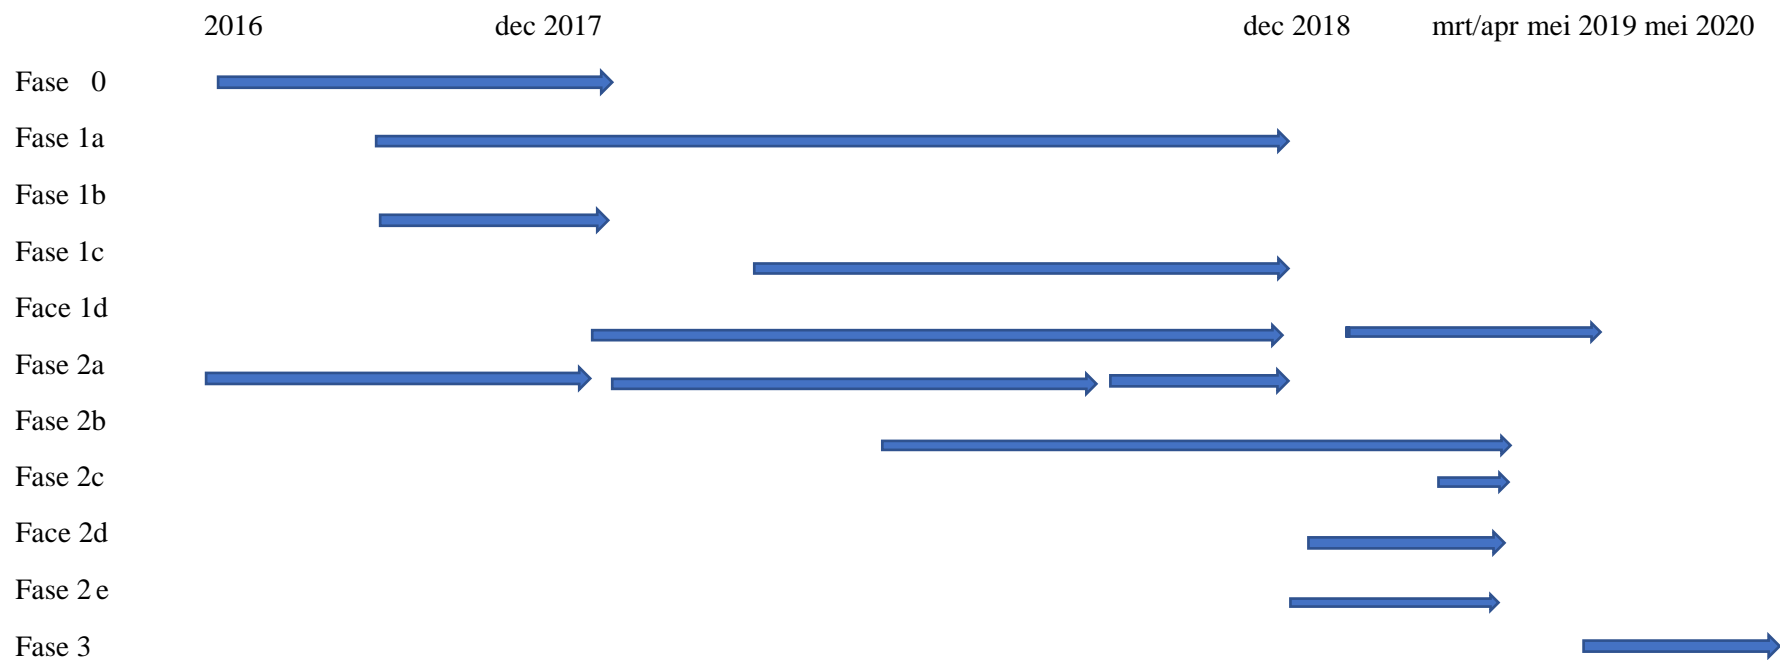 2016 dec 2017 dec 2018 mrt/apr mei 2019 mei 2020
Fase 0
Fase 1a
Fase 1b
Fase 1c
Face 1d
Fase 2a
Fase 2b
Fase 2c
Face 2d
Fase 2 e
Fase 3